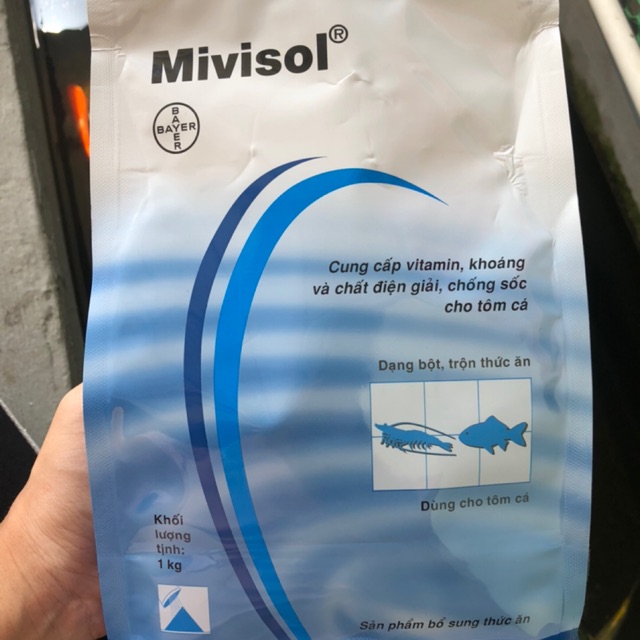 Mivisol®
BAYER
BAYER
Cung cấp vitamin, khoáng
và chất điện giải, chống sốc
cho tôm cá
Dạng bột, trộn thức ăn
Dùng cho tôm cá
Khối
lượng
tịnh:
1 kg
Sản phẩm bổ sung thức ăn